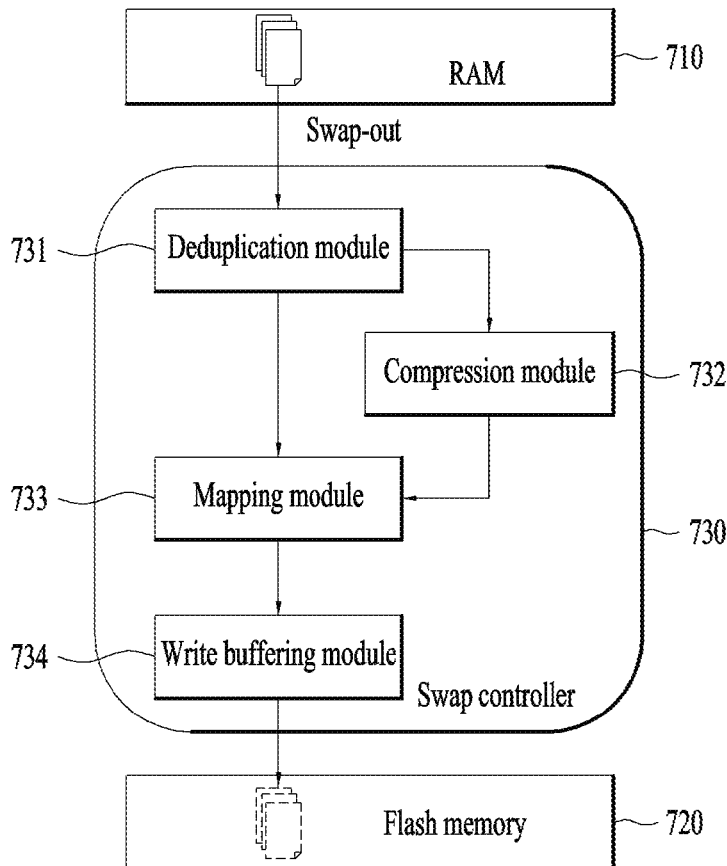 RAM
710
Swap-out
731
Deduplication module
Compression module
732
733
Mapping module
730
734
Write buffering module
Swap controller
Flash memory
720